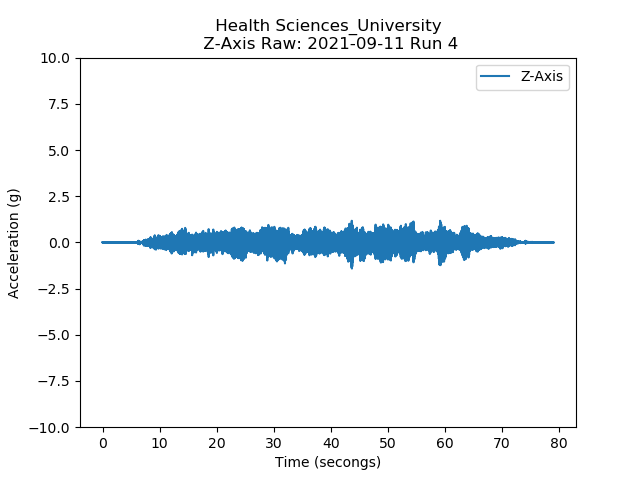 Health Sciences_University
Z-Axis Raw: 2021-09-11 Run 4
Z-Axis
10.0
7.5
5.0
2.5
0.0
−2.5
−5.0
−7.5
−10.0
Acceleration (g)
0 10 20 30 40 50 60 70 80
Time (secongs)